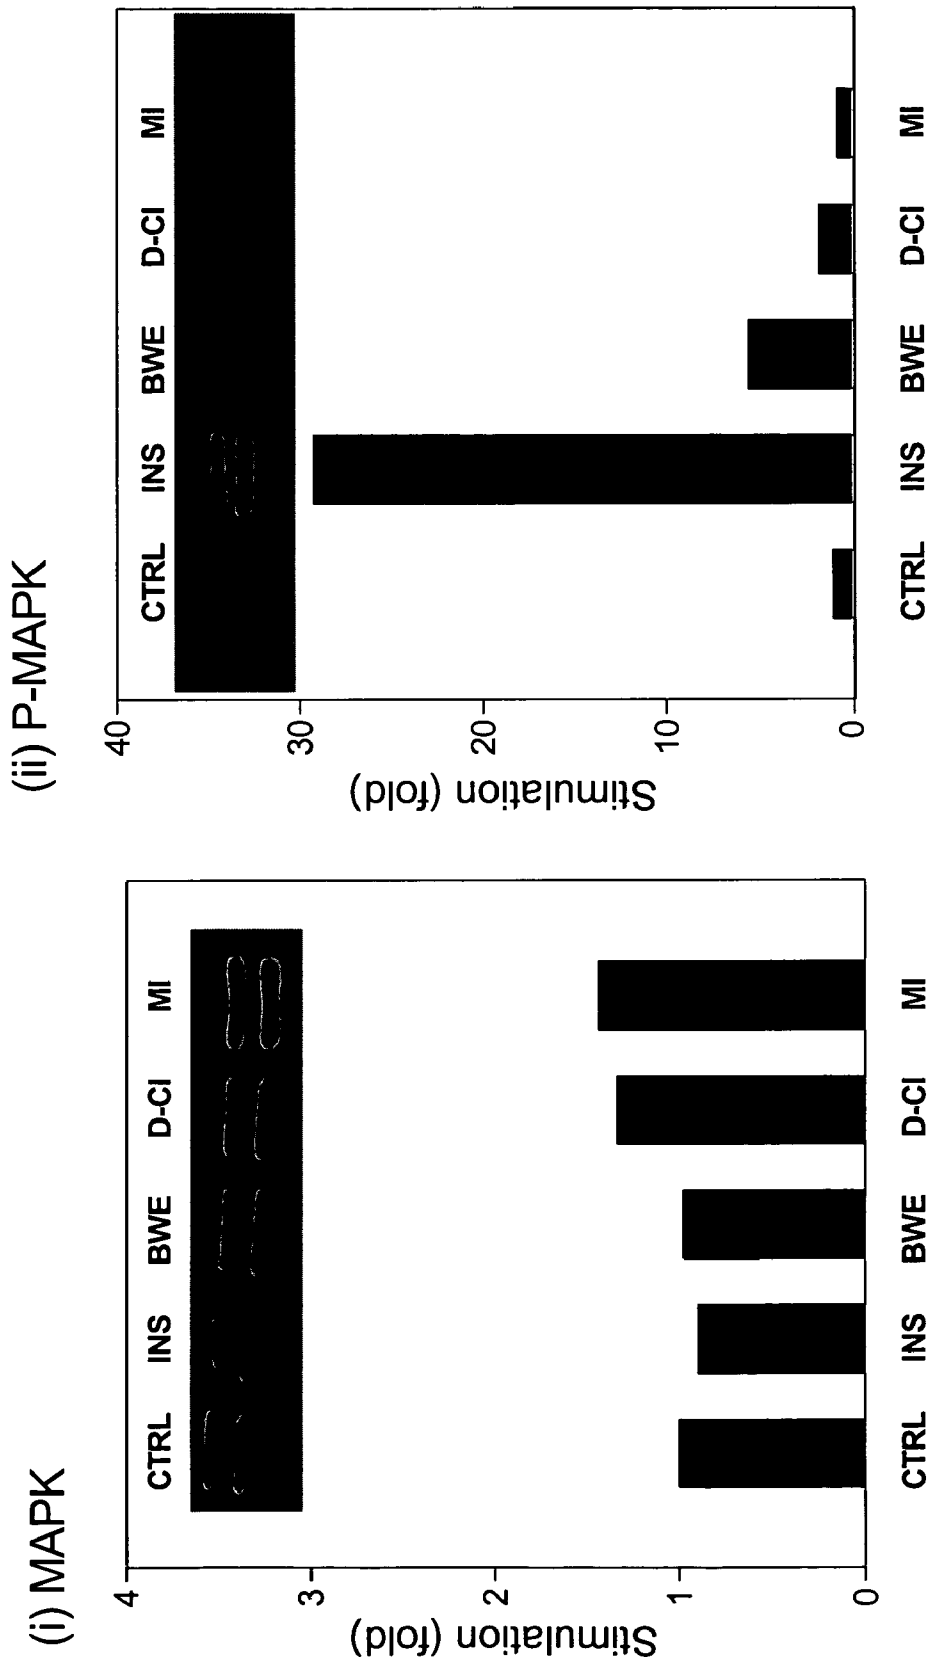 (i) MAPK
CTRL INS BWE D-CI MI
4
3
2
1
0
Stimulation (fold)
CTRL INS BWE D-CI MI
(ii) P-MAPK
CTRL INS BWE D-CI MI
40
30
20
10
0
Stimulation (fold)
CTRL INS BWE D-CI MI